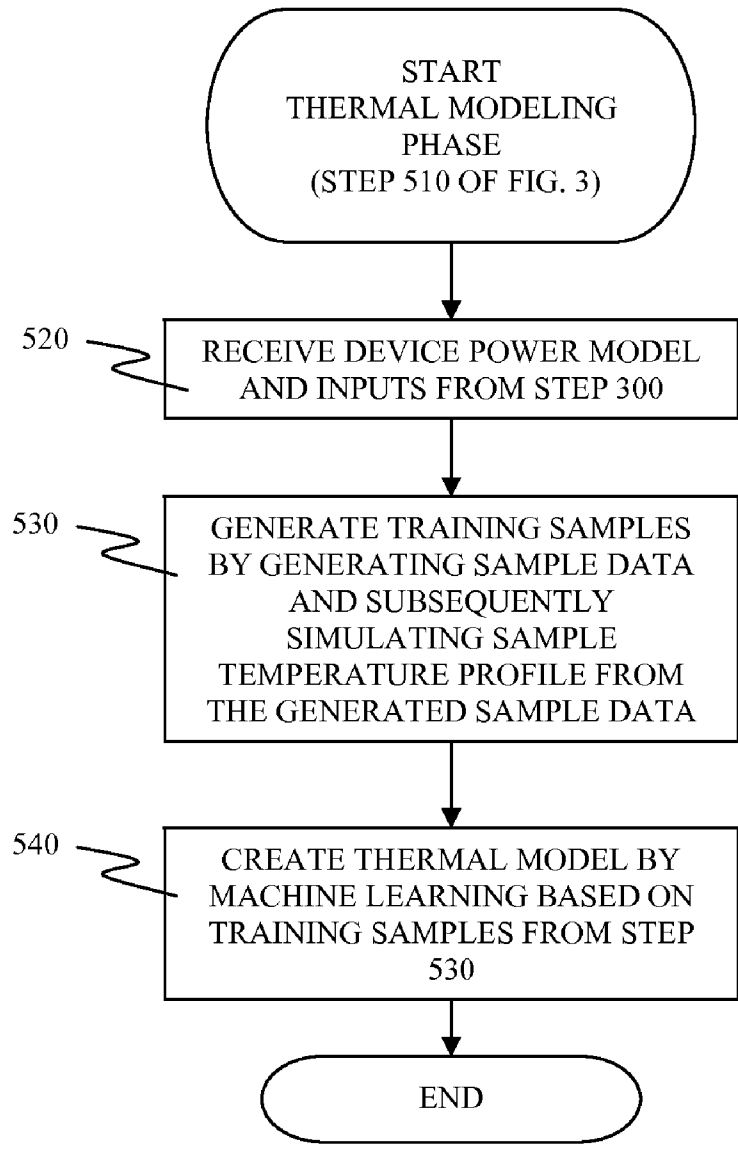 START
THERMAL MODELING
PHASE
(STEP 510 OF FIG. 3)
520
RECEIVE DEVICE POWER MODEL
AND INPUTS FROM STEP 300
530
GENERATE TRAINING SAMPLES
BY GENERATING SAMPLE DATA
AND SUBSEQUENTLY
SIMULATING SAMPLE
TEMPERATURE PROFILE FROM
THE GENERATED SAMPLE DATA
540
CREATE THERMAL MODEL BY
MACHINE LEARNING BASED ON
TRAINING SAMPLES FROM STEP
530
END